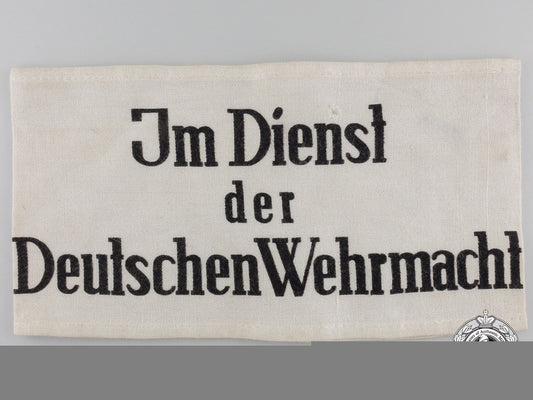 Im Dienst
der
Deutschen Wehrmacht